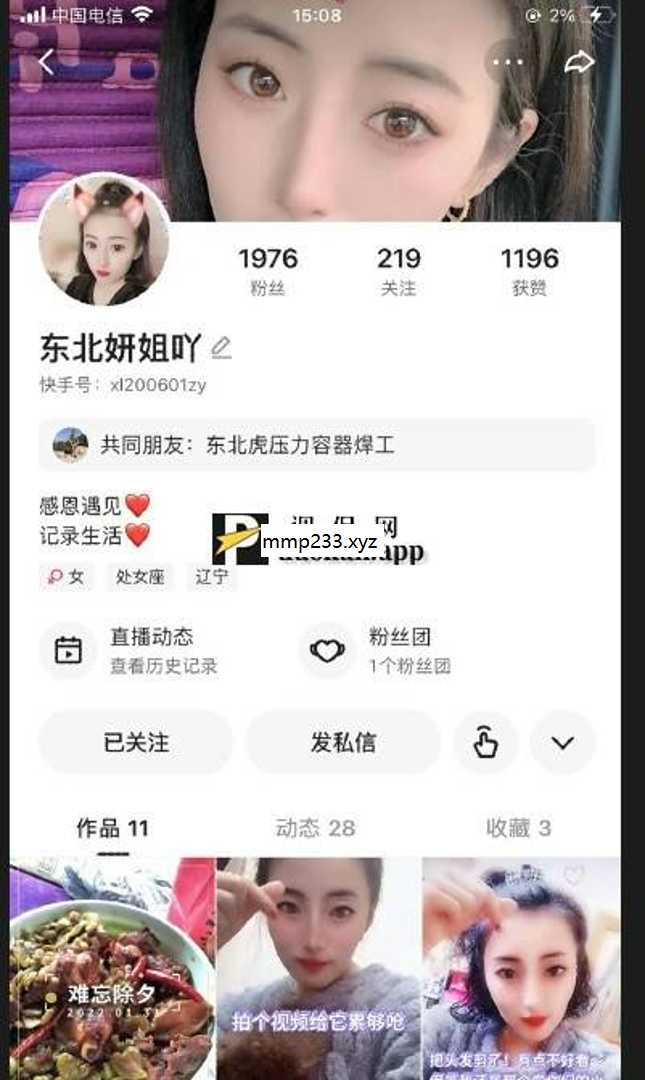 中国电信
15:08
2%
1976
219
1196
粉丝
关注
获赞
东北妍姐吖
快手号：xl200601zy
共同朋友：东北虎压力容器焊工
感恩遇见❤️
记录生活❤️
mmp233.xyz
女
处女座
辽宁
直播动态
查看历史记录
粉丝团
1个粉丝团
已关注
发私信
作品 11
动态 28
收藏 3
难忘除夕
2022.01.31
拍个视频给它累够呛
把头发剪了！有点不好看